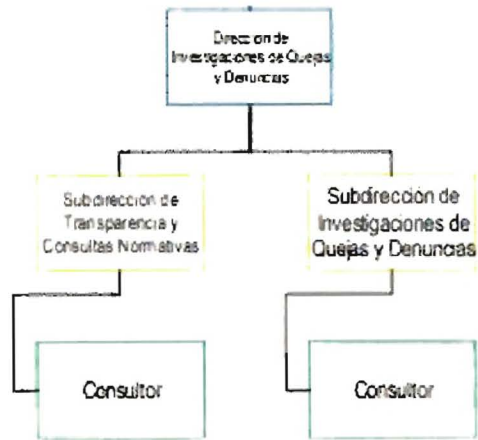 Dirección de
Investigaciones de Quejas
y Denuncias
Subdirección de
Transparencia y
Consultas Normativas
Subdirección de
Investigaciones de
Quejas y Denuncias
Consultor
Consultor